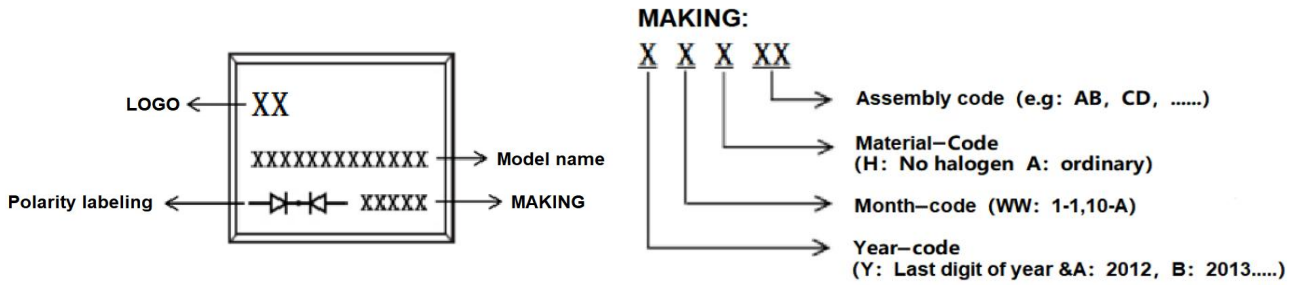 MAKING:
X X X XX
LOGO
XX
XXXXXXXXXXXXX
Model name
Polarity labeling
XXXXX
MAKING
Assembly code (e.g: AB, CD, ......)
Material-Code
(H: No halogen A: ordinary)
Month-code (WW: 1-1,10-A)
Year-code
(Y: Last digit of year &A: 2012, B: 2013.....)